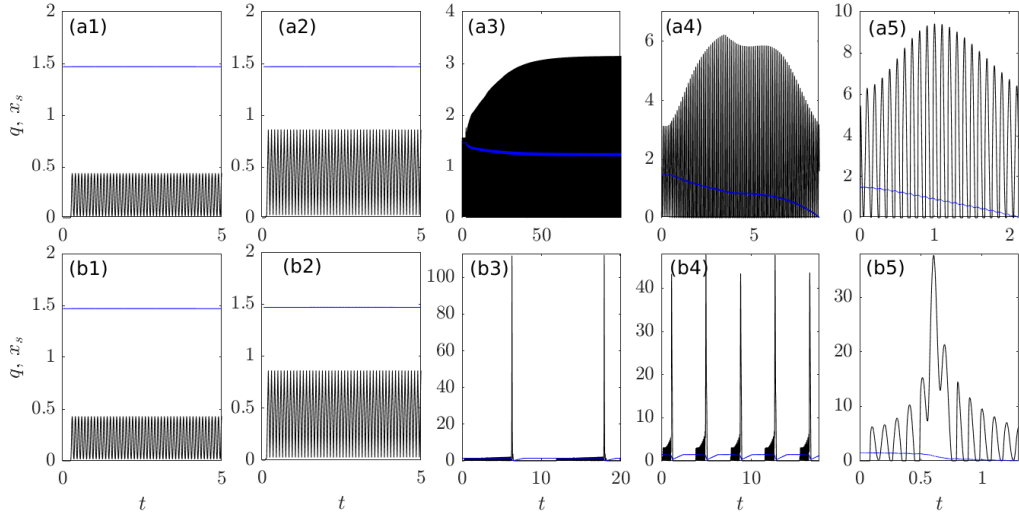 (a1) (a2) (a3) (a4) (a5)
2 2 4 6 10
1.5 1.5 3 8
1 1 2 4 6
0.5 0.5 1 2 4
0 0 0 0 2
0
q, x_s
0 5 0 5 0 50 0 5 0 1 2
(b1) (b2) (b3) (b4) (b5)
2 2 100 40 30
1.5 1.5 80 30
1 1 60 20 20
0.5 0.5 40 10 10
0 0 20 0 0
0
q, x_s
0 5 0 5 0 10 20 0 10 0 0.5 1
t t t t t